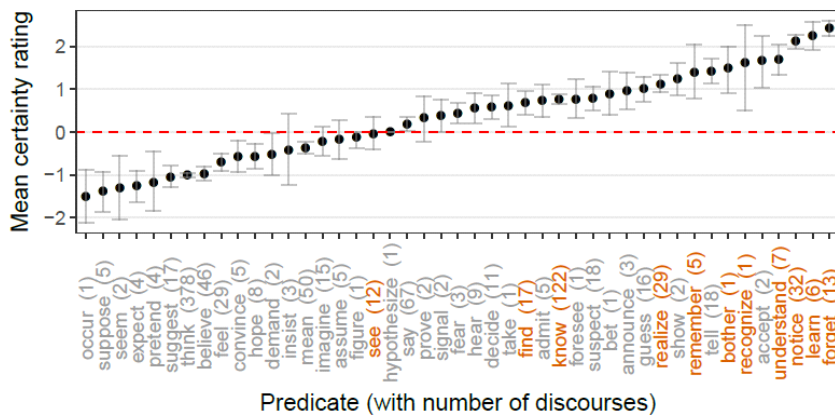 Mean certainty rating
2
1
0
−1
−2
occur (1)
suppose (5)
seem (2)
expect (4)
pretend (4)
suggest (17)
think (378)
believe (46)
feel (29)
convince (5)
hope (8)
demand (2)
insist (3)
mean (50)
imagine (15)
assume (5)
figure (1)
see (12)
hypothesize (1)
say (67)
prove (2)
signal (2)
fear (3)
hear (9)
decide (11)
take (1)
find (17)
admit (5)
know (122)
foresee (1)
suspect (18)
bet (1)
announce (3)
guess (16)
realize (29)
show (2)
remember (5)
tell (18)
bother (1)
recognize (1)
accept (2)
understand (7)
notice (32)
learn (6)
forget (13)
Predicate (with number of discourses)